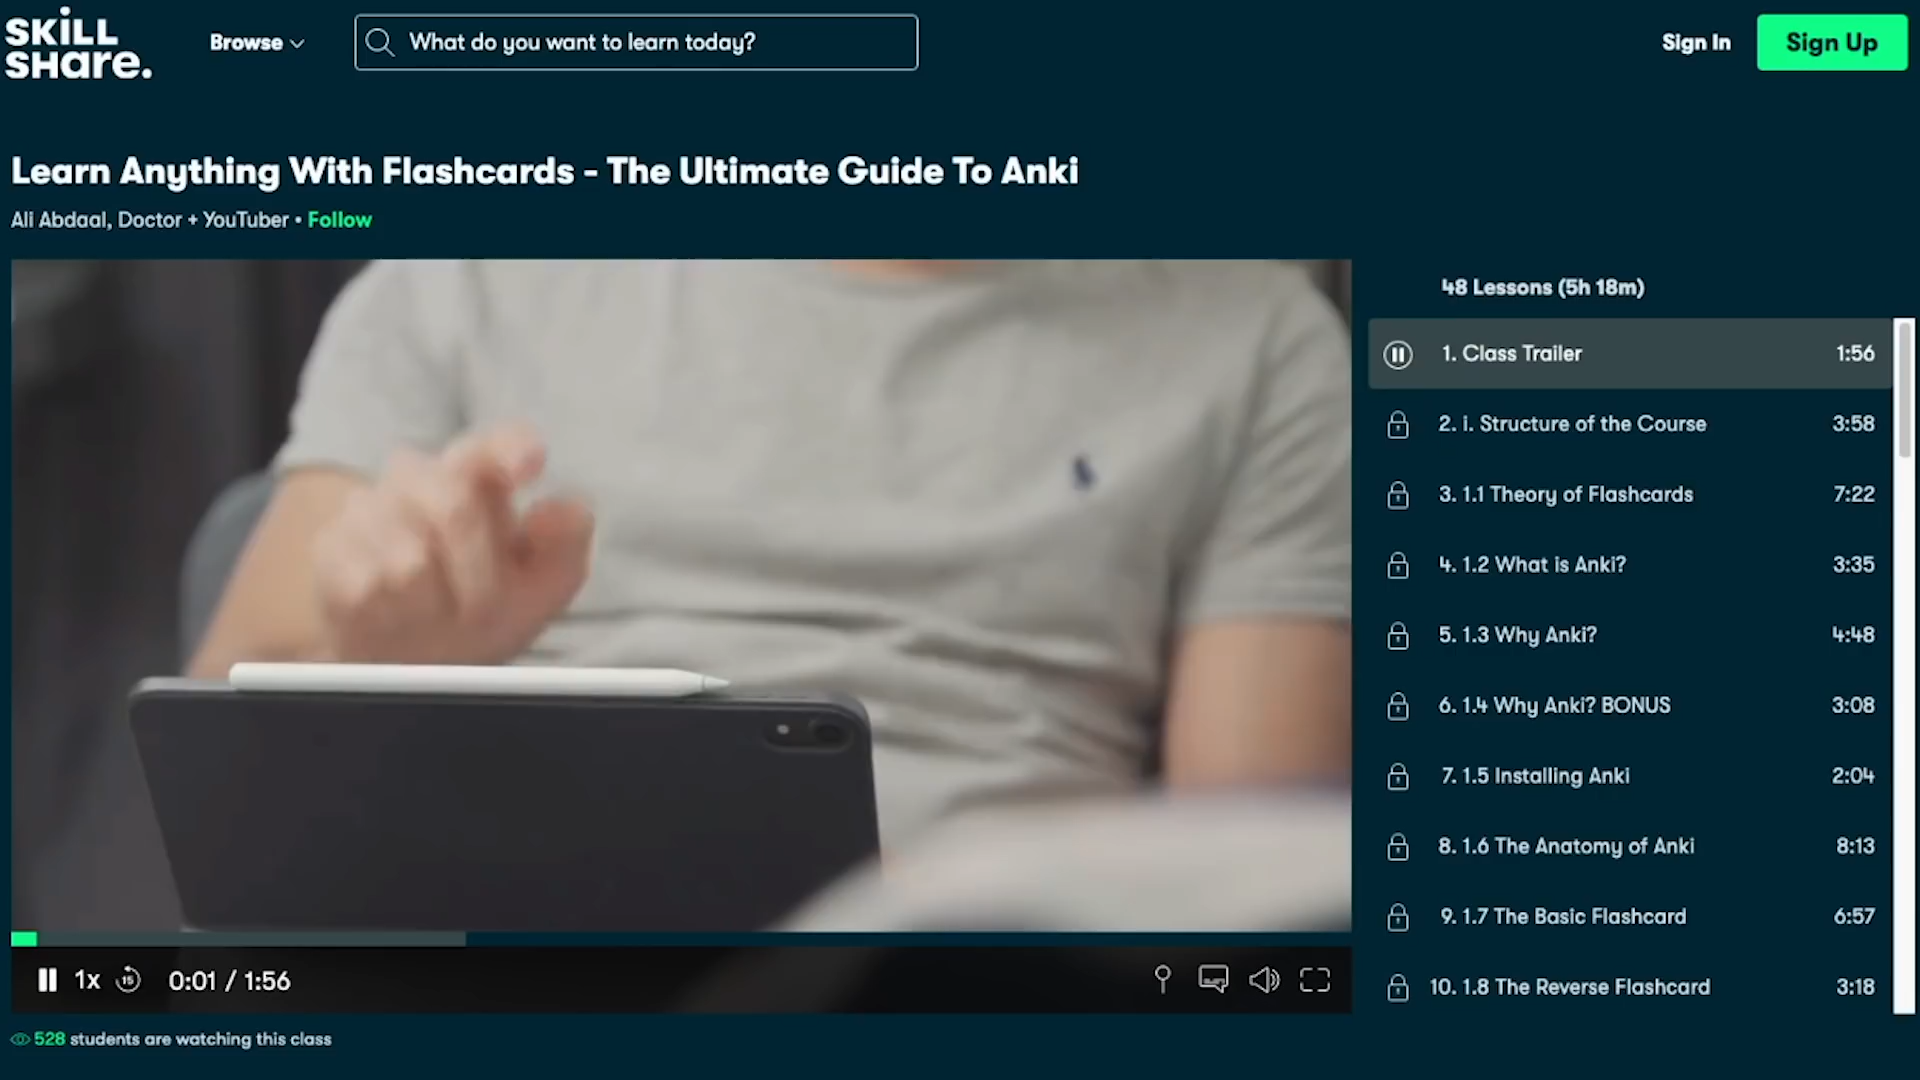 SKiLL
SHare.
Browse
What do you want to learn today?
Sign In
Sign Up
Learn Anything With Flashcards - The Ultimate Guide To Anki
Ali Abdaal, Doctor + YouTuber • Follow
48 Lessons (5h 18m)
1. Class Trailer 1:56
2. i. Structure of the Course 3:58
3. 1.1 Theory of Flashcards 7:22
4. 1.2 What is Anki? 3:35
5. 1.3 Why Anki? 4:48
6. 1.4 Why Anki? BONUS 3:08
7. 1.5 Installing Anki 2:04
8. 1.6 The Anatomy of Anki 8:13
9. 1.7 The Basic Flashcard 6:57
10. 1.8 The Reverse Flashcard 3:18
1x 15 0:01 / 1:56
528 students are watching this class